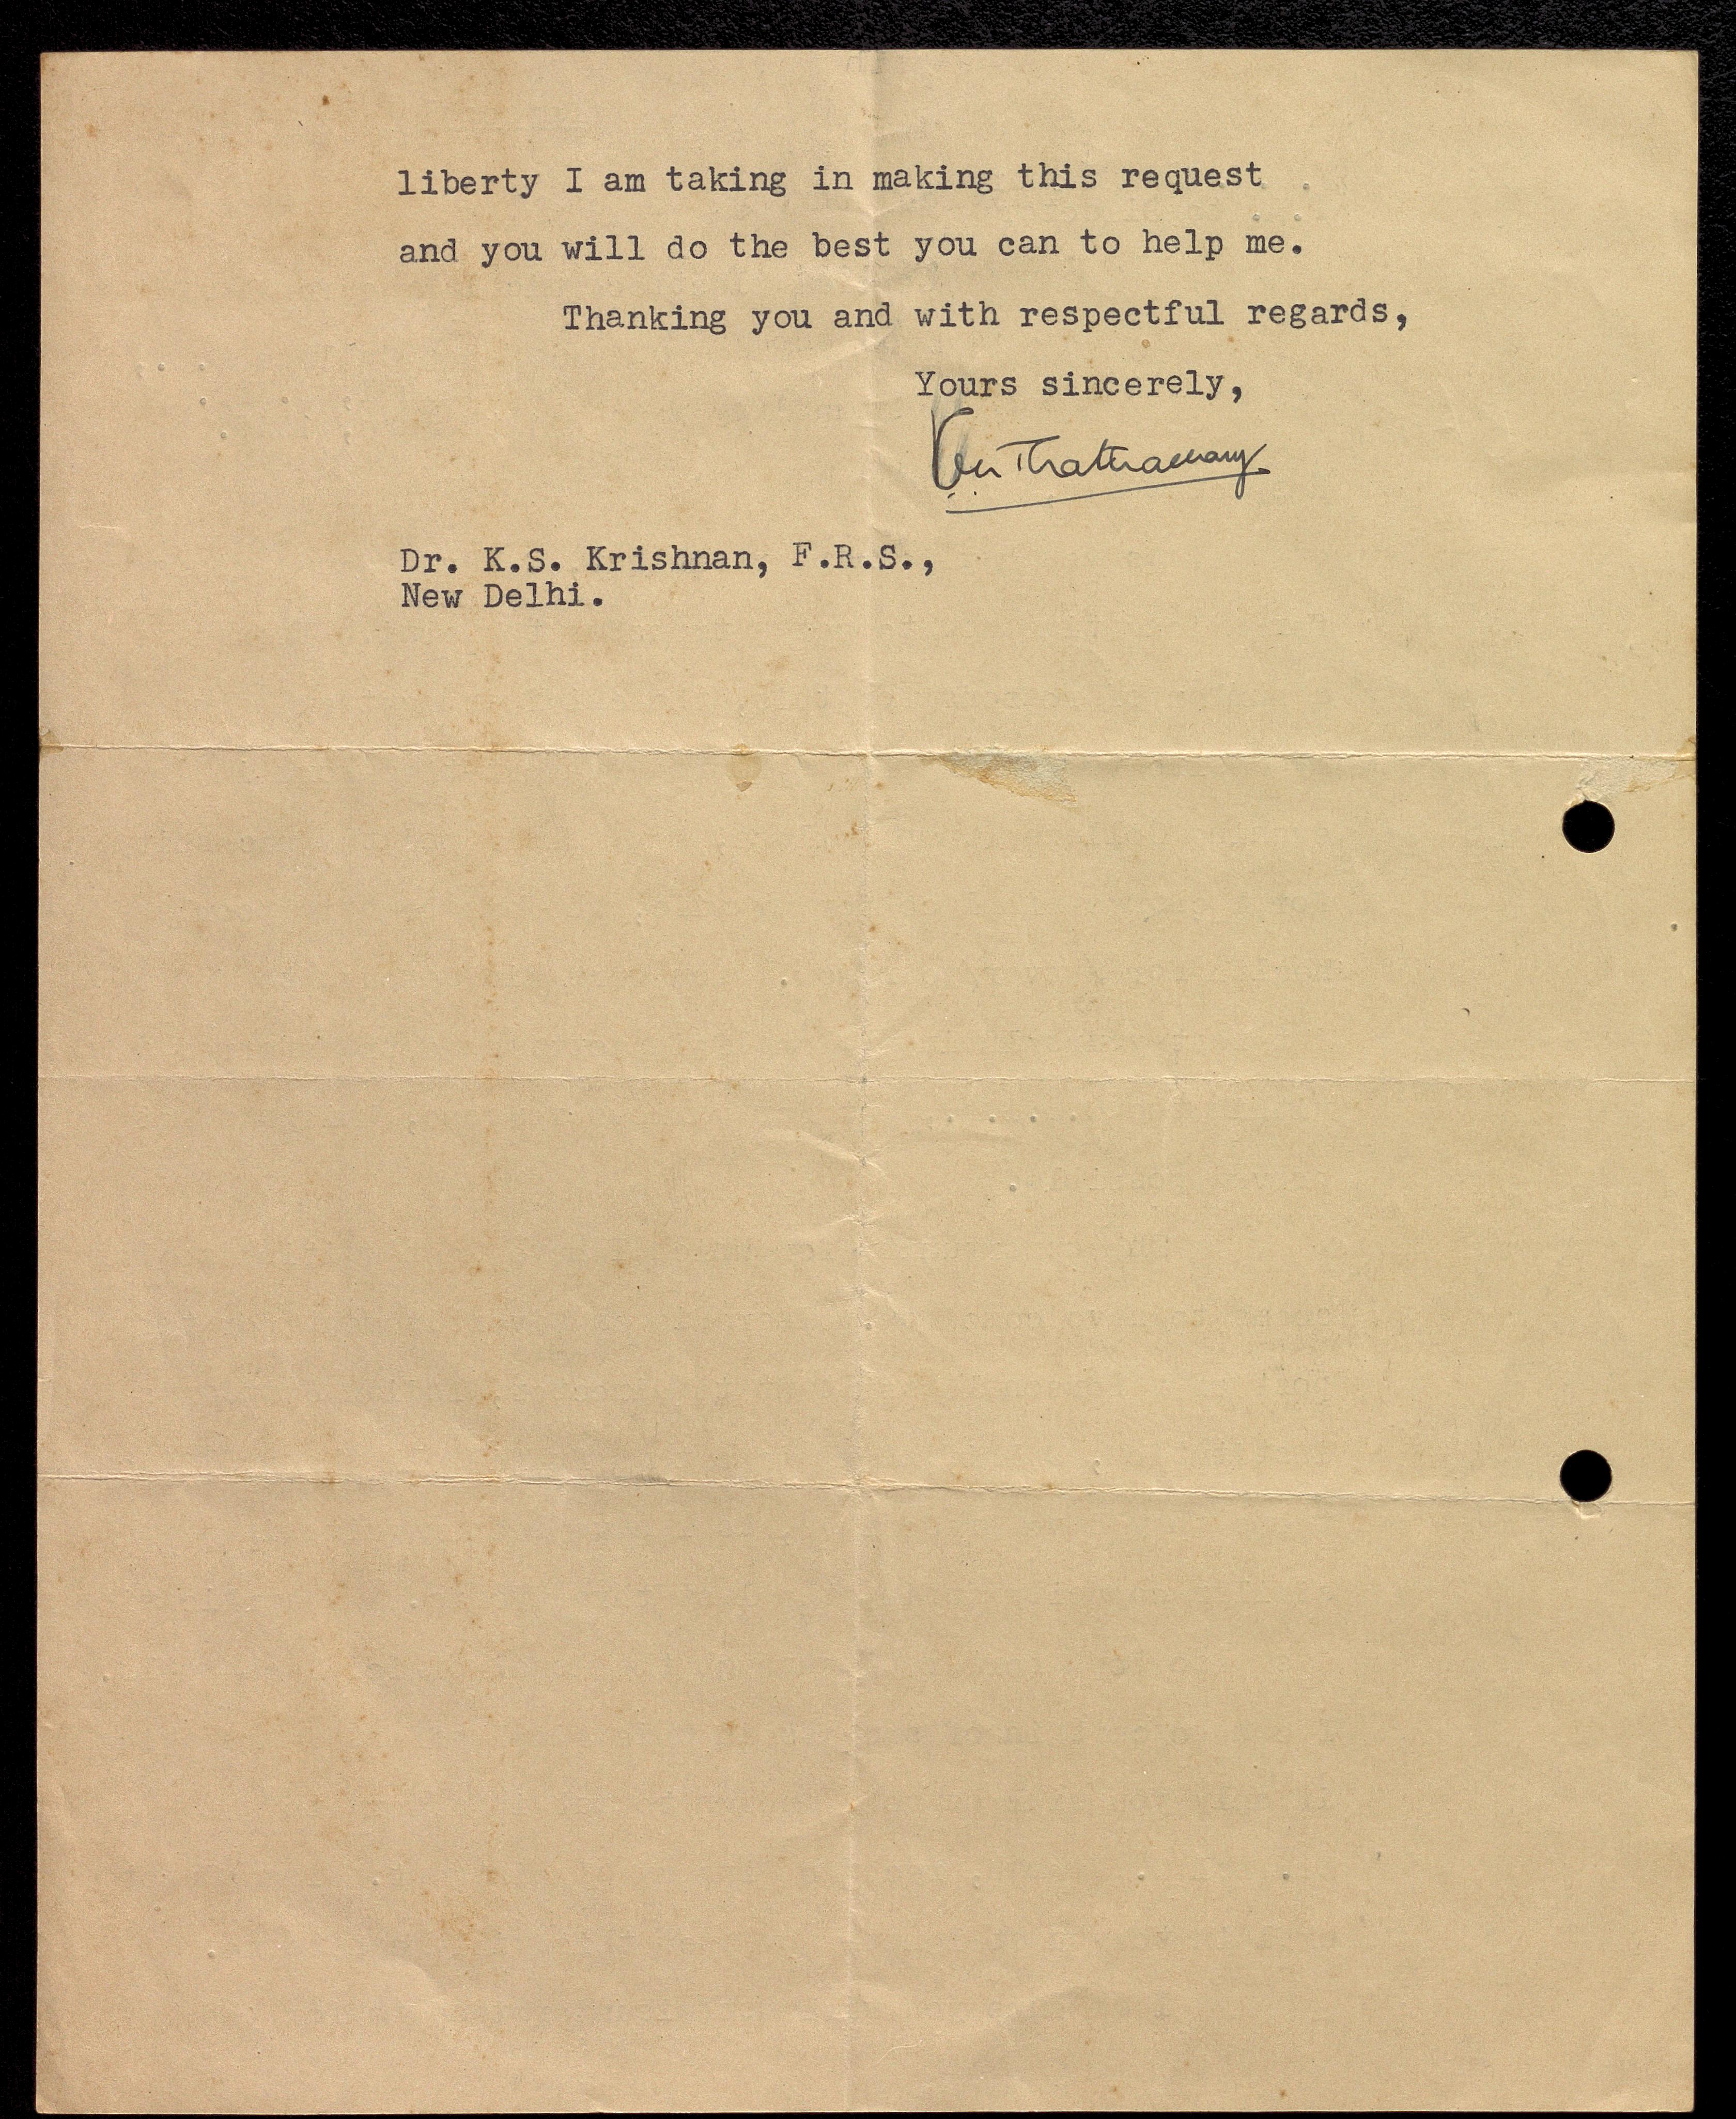 liberty I am taking in making this request
and you will do the best you can to help me.
Thanking you and with respectful regards,
Yours sincerely,
Dr. K.S. Krishnan, F.R.S.,
New Delhi.